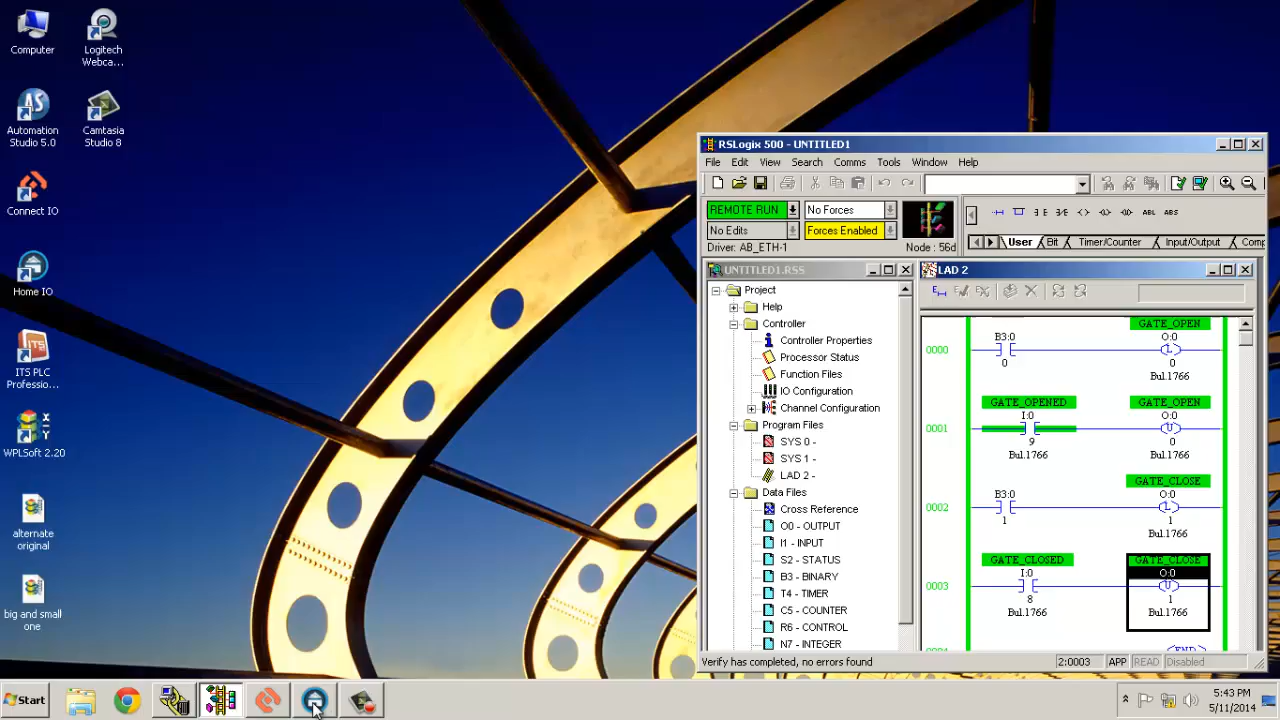 Computer
Logitech
Webca...
Automation
Studio 5.0
Camtasia
Studio 8
Connect IO
Home IO
ITS PLC
Professio...
WPLSoft 2.20
alternate
original
big and small
one
RSLogix 500 - UNTITLED1
File Edit View Search Comms Tools Window Help
REMOTE RUN No Forces
No Edits Forces Enabled
Driver: AB_ETH-1 Node : 56d
User Bit Timer/Counter Input/Output Comp
UNTITLED1.RSS
Project
Help
Controller
Controller Properties
Processor Status
Function Files
IO Configuration
Channel Configuration
Program Files
SYS 0 -
SYS 1 -
LAD 2 -
Data Files
Cross Reference
O0 - OUTPUT
I1 - INPUT
S2 - STATUS
B3 - BINARY
T4 - TIMER
C5 - COUNTER
R6 - CONTROL
N7 - INTEGER
LAD 2
GATE_OPEN
B3:0 O:0
0000 L
0 0
Bul.1766
GATE_OPENED GATE_OPEN
I:0 O:0
0001 U
9 0
Bul.1766 Bul.1766
GATE_CLOSE
B3:0 O:0
0002 L
1 1
Bul.1766
GATE_CLOSED GATE_CLOSE
I:0 O:0
0003 U
8 1
Bul.1766 Bul.1766
END
Verify has completed, no errors found 2:0003 APP READ Disabled
Start
5:43 PM
5/11/2014